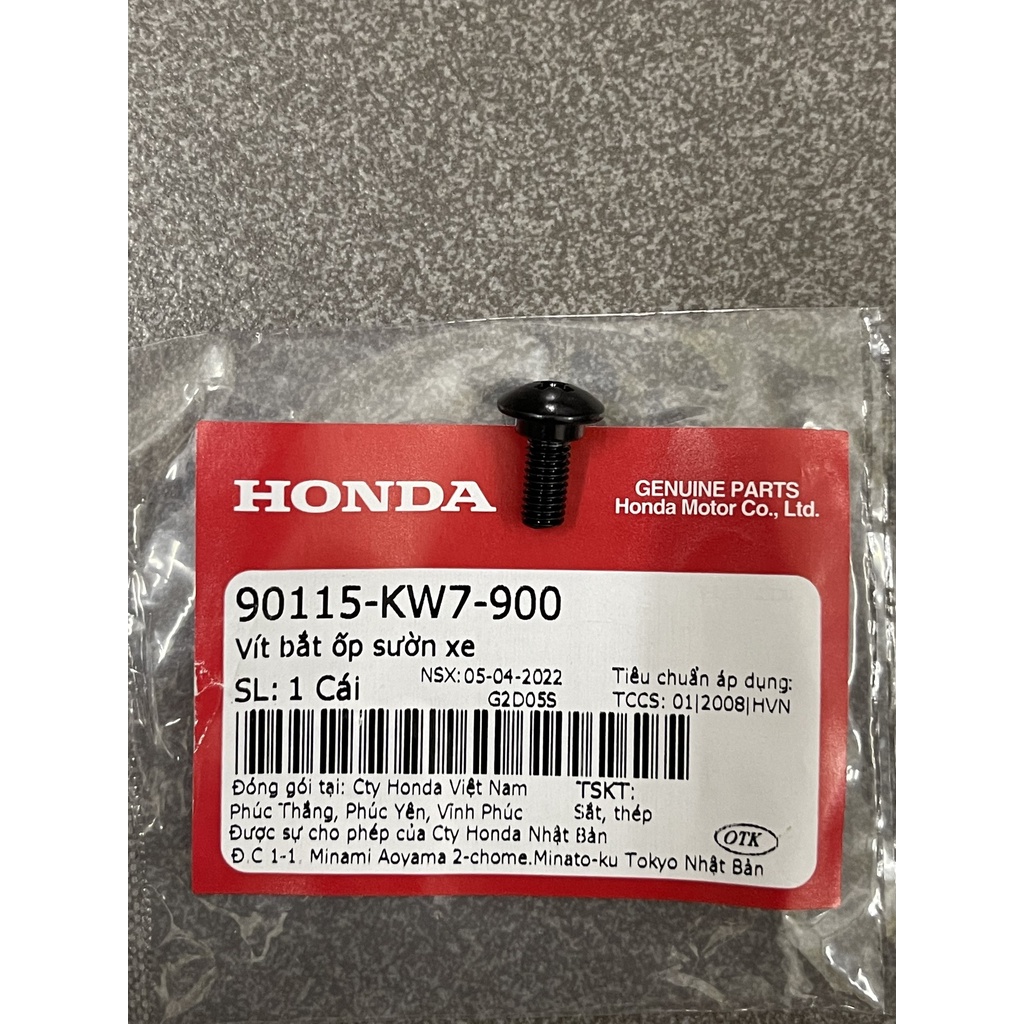 HONDA
GENUINE PARTS
Honda Motor Co., Ltd.
90115-KW7-900
Vít bắt ốp sườn xe
SL: 1 Cái
NSX: 05-04-2022
G2D05S
Tiêu chuẩn áp dụng:
TCCS: 01|2008|HVN
Đóng gói tại: Cty Honda Việt Nam
Phúc Thắng, Phúc Yên, Vĩnh Phúc
TSKT:
Sắt, thép
Được sự cho phép của Cty Honda Nhật Bản
Đ.C 1-1, Minami Aoyama 2-chome.Minato-ku Tokyo Nhật Bản
OTK